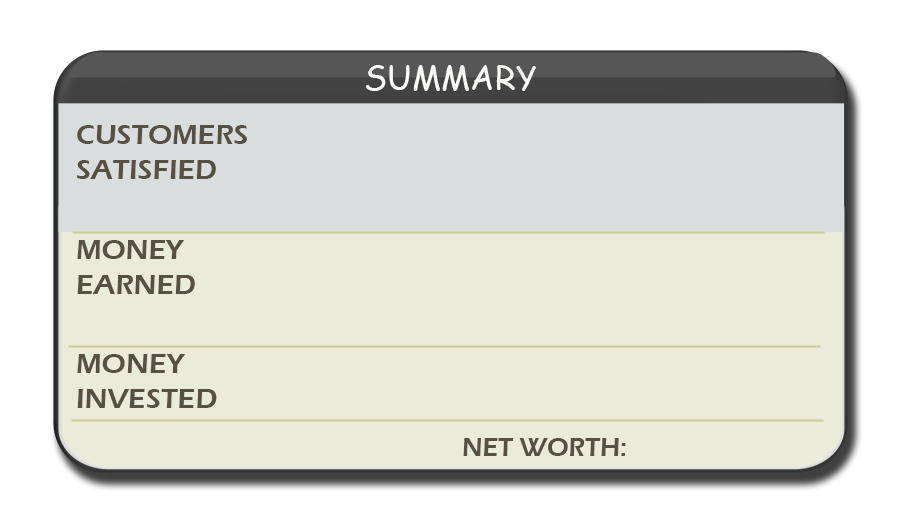 SUMMARY
CUSTOMERS
SATISFIED
MONEY
EARNED
MONEY
INVESTED
NET WORTH: